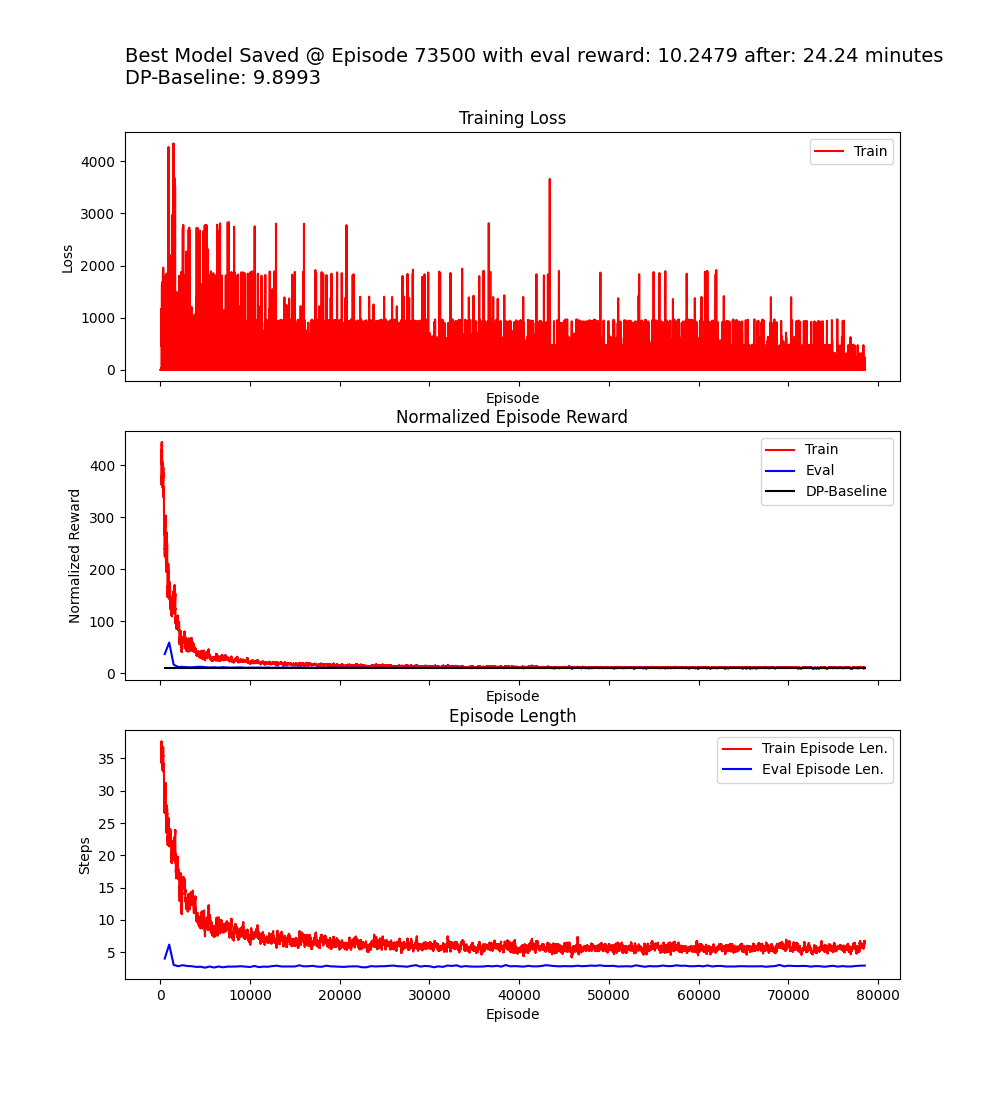 Best Model Saved @ Episode 73500 with eval reward: 10.2479 after: 24.24 minutes
DP-Baseline: 9.8993
Training Loss
Train
4000
3000
2000
1000
0
Loss
Episode
Normalized Episode Reward
Train
Eval
DP-Baseline
400
300
200
100
0
Normalized Reward
Episode
Episode Length
Train Episode Len.
Eval Episode Len.
35
30
25
20
15
10
5
Steps
0 10000 20000 30000 40000 50000 60000 70000 80000
Episode